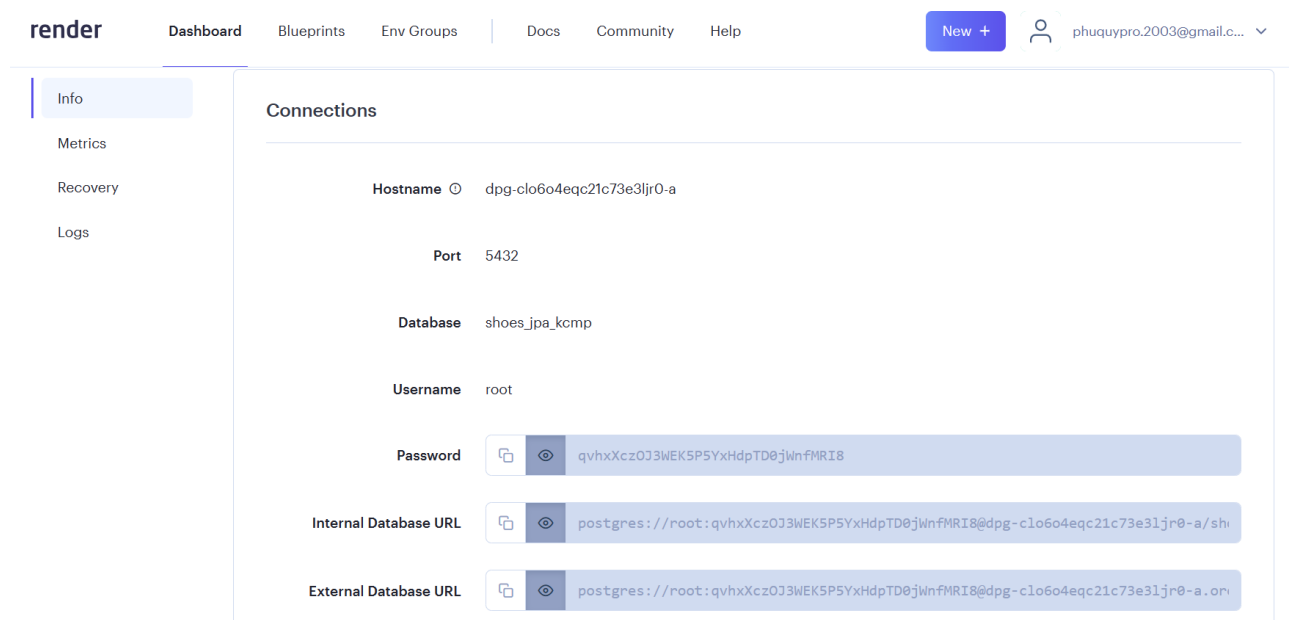 render Dashboard Blueprints Env Groups Docs Community Help New + phuquypro.2003@gmail.c...
Info
Metrics
Recovery
Logs
Connections
Hostname dpg-clo6o4eqc21c73e3ljr0-a
Port 5432
Database shoes_jpa_kcmp
Username root
Password qvhxXczOJ3WEK5P5YxHdpTD0jWnfMRI8
Internal Database URL postgres://root:qvhxXczOJ3WEK5P5YxHdpTD0jWnfMRI8@dpg-clo6o4eqc21c73e3ljr0-a/sho
External Database URL postgres://root:qvhxXczOJ3WEK5P5YxHdpTD0jWnfMRI8@dpg-clo6o4eqc21c73e3ljr0-a.ore